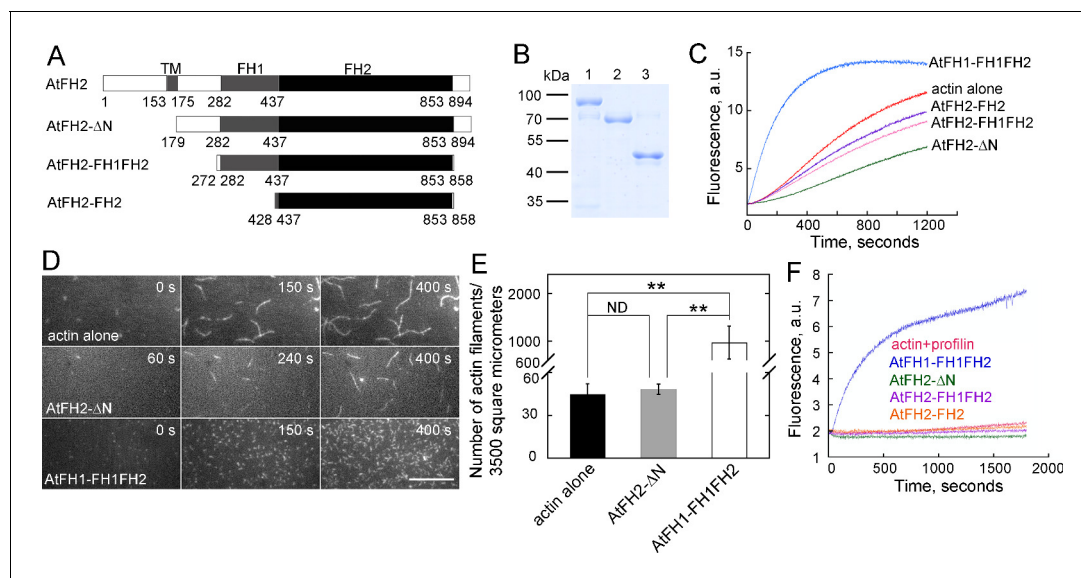 A
TM FH1 FH2
AtFH2
1 153 175 282 437 853 894
AtFH2-ΔN
179 282 437 853 894
AtFH2-FH1FH2
272 282 437 853 858
AtFH2-FH2
428 437 853 858
B
kDa 1 2 3
100
70
55
40
35
C
Fluorescence, a.u.
15
10
5
0 400 800 1200
Time, seconds
AtFH1-FH1FH2
actin alone
AtFH2-FH2
AtFH2-FH1FH2
AtFH2-ΔN
D
0 s 150 s 400 s
actin alone
60 s 240 s 400 s
AtFH2-ΔN
0 s 150 s 400 s
AtFH1-FH1FH2
E
Number of actin filaments/
3500 square micrometers
2000
1000
600
60
30
0
**
ND **
actin alone
AtFH2-ΔN
AtFH1-FH1FH2
F
Fluorescence, a.u.
8
7
6
5
4
3
2
1
actin+profilin
AtFH1-FH1FH2
AtFH2-ΔN
AtFH2-FH1FH2
AtFH2-FH2
0 500 1000 1500 2000
Time, seconds